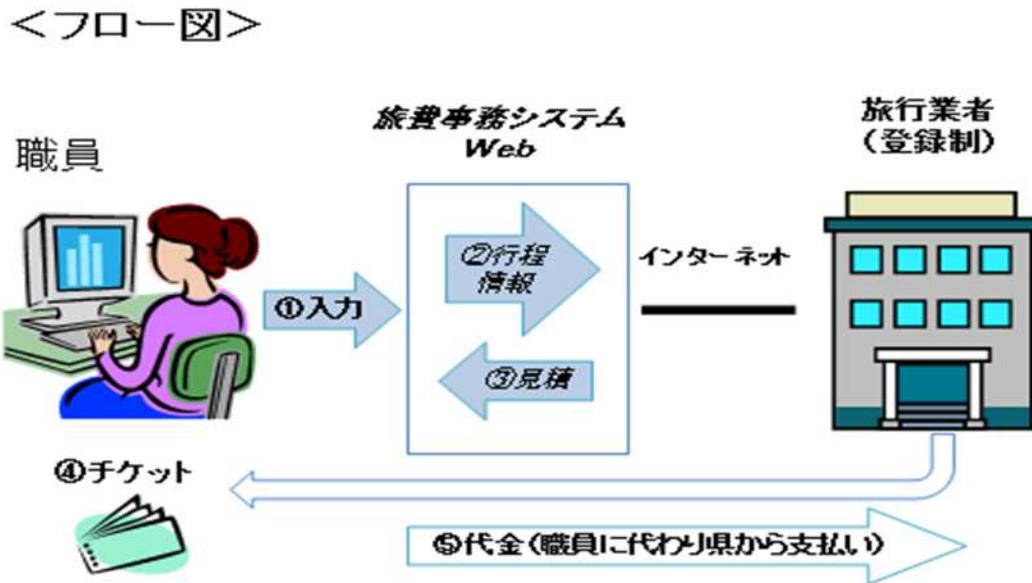 ＜フロー図＞
職員
旅費事務システム
Web
旅行業者
（登録制）
①入力
②行程
情報
インターネット
③見積
④チケット
⑤代金（職員に代わり県から支払い）